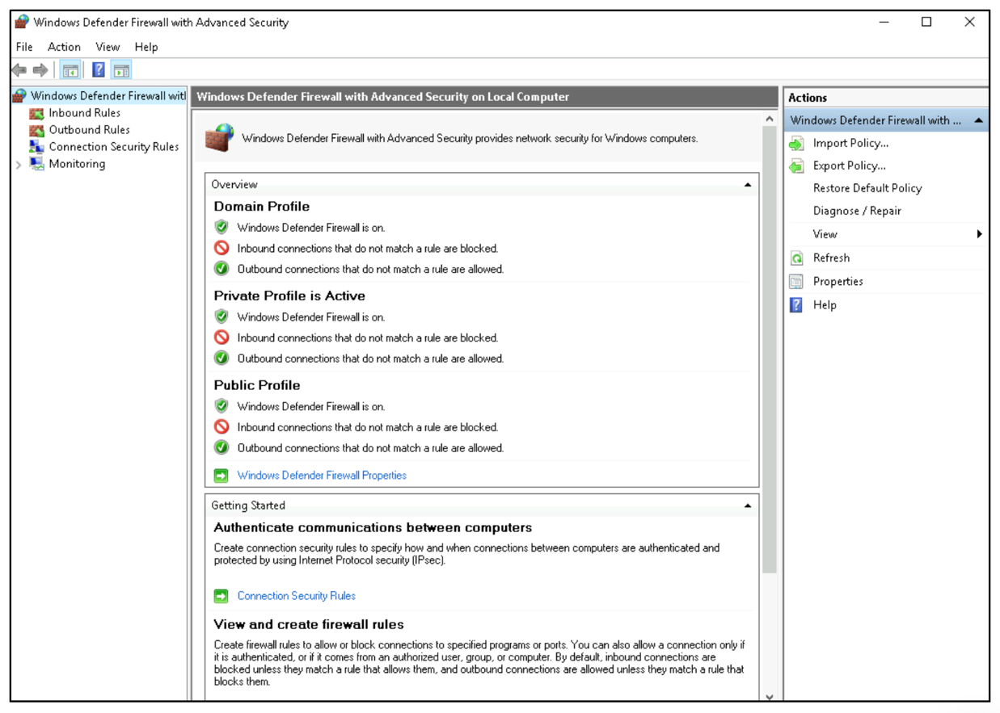 Windows Defender Firewall with Advanced Security
File Action View Help
Windows Defender Firewall witl
Inbound Rules
Outbound Rules
Connection Security Rules
Monitoring
Windows Defender Firewall with Advanced Security on Local Computer
Windows Defender Firewall with Advanced Security provides network security for Windows computers.
Overview
Domain Profile
Windows Defender Firewall is on.
Inbound connections that do not match a rule are blocked.
Outbound connections that do not match a rule are allowed.
Private Profile is Active
Windows Defender Firewall is on.
Inbound connections that do not match a rule are blocked.
Outbound connections that do not match a rule are allowed.
Public Profile
Windows Defender Firewall is on.
Inbound connections that do not match a rule are blocked.
Outbound connections that do not match a rule are allowed.
Windows Defender Firewall Properties
Getting Started
Authenticate communications between computers
Create connection security rules to specify how and when connections between computers are authenticated and
protected by using Internet Protocol security (IPsec).
Connection Security Rules
View and create firewall rules
Create firewall rules to allow or block connections to specified programs or ports. You can also allow a connection only if
it is authenticated, or if it comes from an authorized user, group, or computer. By default, inbound connections are
blocked unless they match a rule that allows them, and outbound connections are allowed unless they match a rule that
blocks them.
Actions
Windows Defender Firewall with ...
Import Policy...
Export Policy...
Restore Default Policy
Diagnose / Repair
View
Refresh
Properties
Help